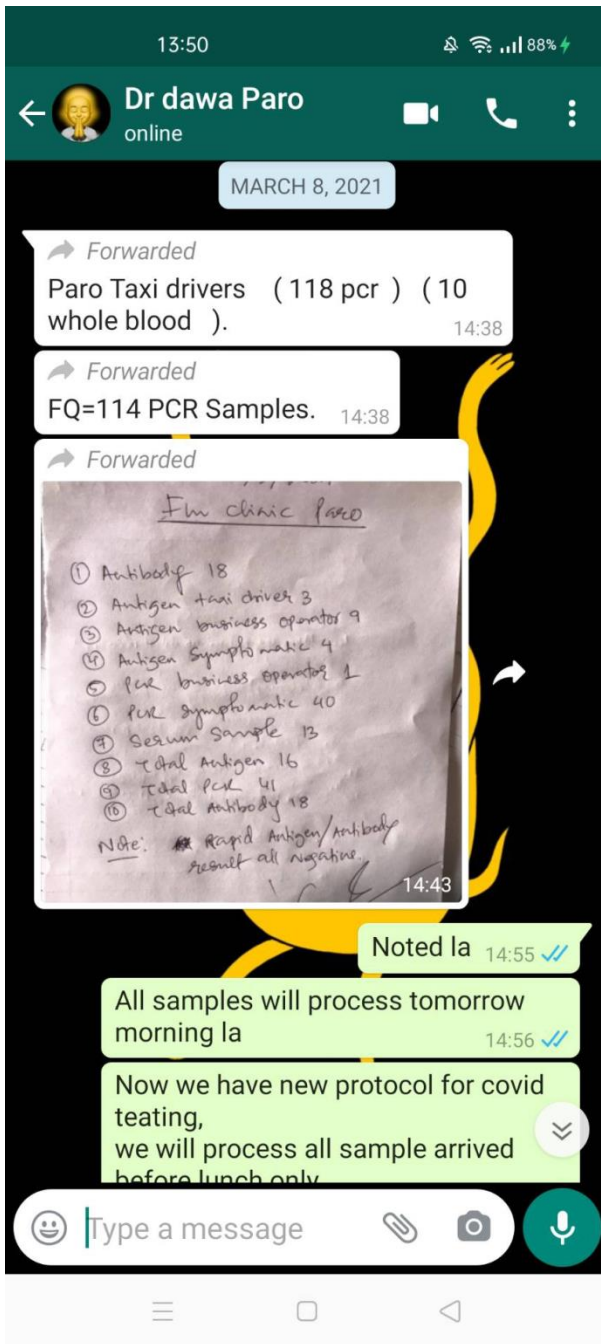 13:50 88%
Dr dawa Paro
online
MARCH 8, 2021
Forwarded
Paro Taxi drivers ( 118 pcr ) ( 10
whole blood ). 14:38
Forwarded
FQ=114 PCR Samples. 14:38
Forwarded
Flu clinic Paro
① Antibody 18
② Antigen taxi driver 3
③ Antigen business operator 9
④ Antigen Symptomatic 4
⑤ PCR business operator 1
⑥ PCR symptomatic 40
⑦ Serum Sample 13
⑧ Total Antigen 16
⑨ Total PCR 41
⑩ Total Antibody 18
Note: Rapid Antigen/Antibody
result all Negative.
14:43
Noted la 14:55
All samples will process tomorrow
morning la 14:56
Now we have new protocol for covid
teating,
we will process all sample arrived
before lunch only
Type a message